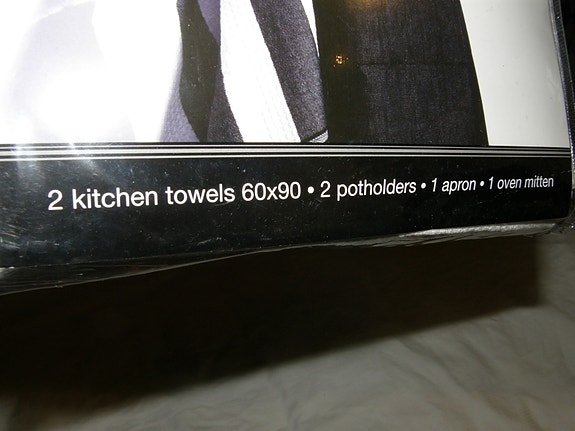 2 kitchen towels 60x90 • 2 potholders • 1 apron • 1 oven mitten